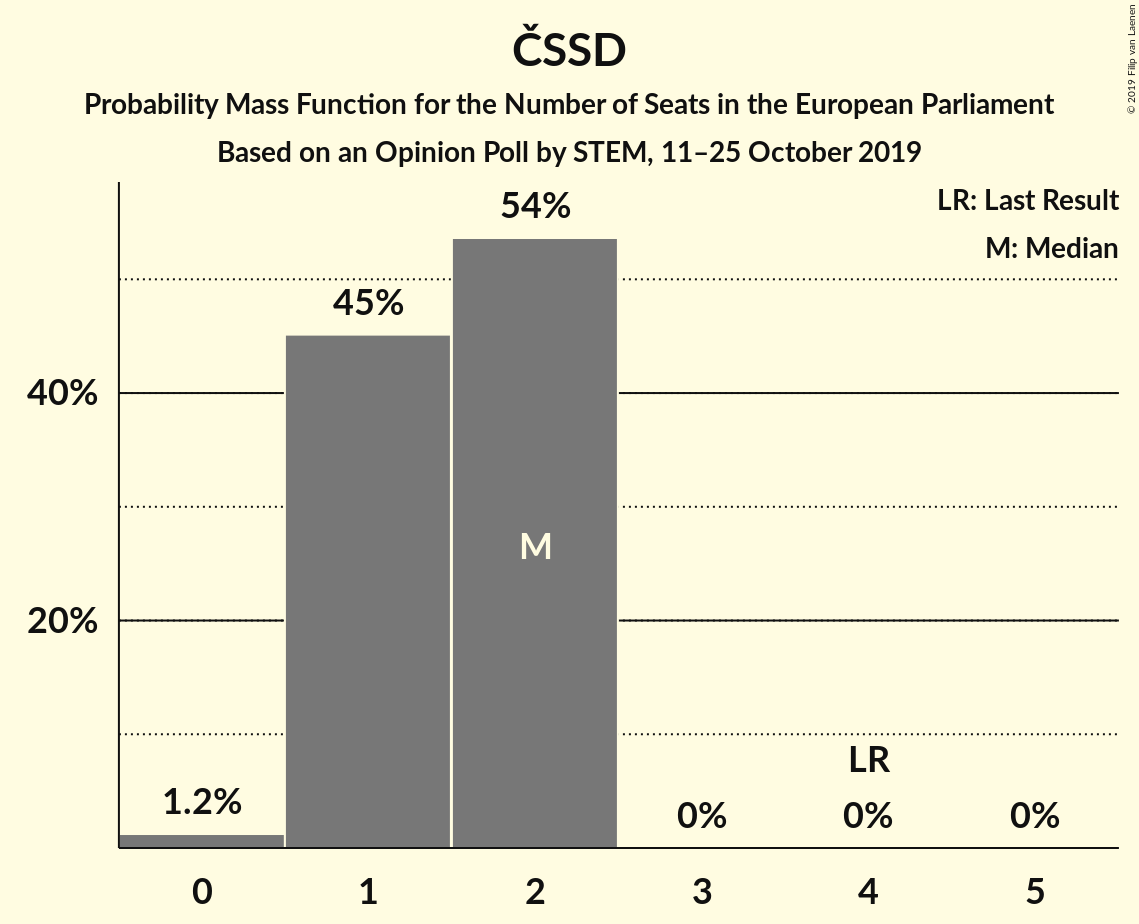 ČSSD
Probability Mass Function for the Number of Seats in the European Parliament
Based on an Opinion Poll by STEM, 11–25 October 2019
© 2019 Filip van Laenen
LR: Last Result
M: Median
54%
45%
40%
M
20%
LR
1.2%
0%
0%
0%
0
1
2
3
4
5